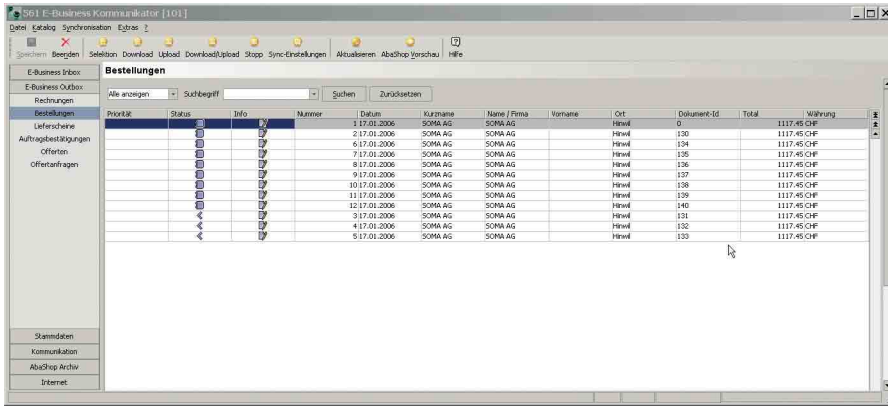 561 E-Business Kommunikator [101]
Datei Katalog Synchronisation Extras ?
Speichern Beenden Selektion Download Upload Download/Upload Stopp Sync-Einstellungen Aktualisieren AbaShop Vorschau Hilfe
E-Business Inbox
E-Business Outbox
Rechnungen
Bestellungen
Lieferscheine
Auftragsbestätigungen
Offerten
Offertanfragen
Stammdaten
Kommunikation
AbaShop Archiv
Internet
Bestellungen
Alle anzeigen Suchbegriff Suchen Zurücksetzen
Priorität Status Info Nummer Datum Kurzname Name / Firma Vorname Ort Dokument-Id Total Währung
1 17.01.2006 SOMA AG SOMA AG Hinwil 0 1117.45 CHF
2 17.01.2006 SOMA AG SOMA AG Hinwil 130 1117.45 CHF
6 17.01.2006 SOMA AG SOMA AG Hinwil 134 1117.45 CHF
7 17.01.2006 SOMA AG SOMA AG Hinwil 135 1117.45 CHF
8 17.01.2006 SOMA AG SOMA AG Hinwil 136 1117.45 CHF
9 17.01.2006 SOMA AG SOMA AG Hinwil 137 1117.45 CHF
10 17.01.2006 SOMA AG SOMA AG Hinwil 138 1117.45 CHF
11 17.01.2006 SOMA AG SOMA AG Hinwil 139 1117.45 CHF
12 17.01.2006 SOMA AG SOMA AG Hinwil 140 1117.45 CHF
3 17.01.2006 SOMA AG SOMA AG Hinwil 131 1117.45 CHF
4 17.01.2006 SOMA AG SOMA AG Hinwil 132 1117.45 CHF
5 17.01.2006 SOMA AG SOMA AG Hinwil 133 1117.45 CHF